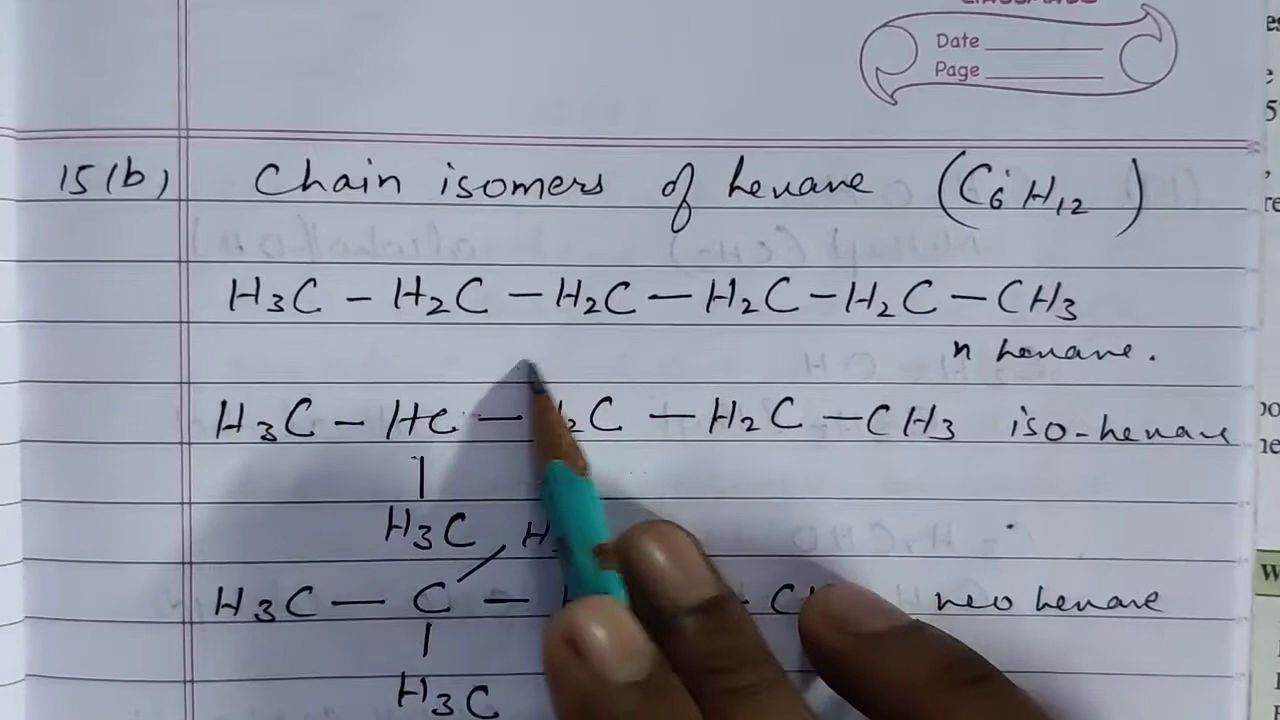 Date
Page
15(b) Chain isomers of hexane (C6H12)
H3C - H2C - H2C - H2C - H2C - CH3
n hexane.
H3C - HC - 2C - H2C - CH3 iso-hexane
|
H3C
H3C - C - neo hexane
|
H3C